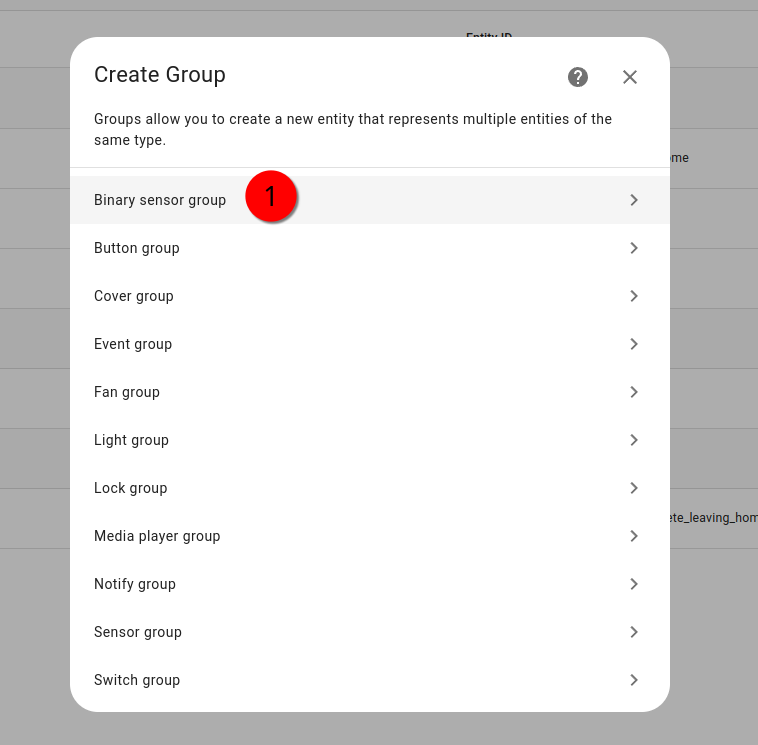 Entity ID
Create Group
Groups allow you to create a new entity that represents multiple entities of the
same type.
Binary sensor group
1
Button group
Cover group
Event group
Fan group
Light group
Lock group
Media player group
Notify group
Sensor group
Switch group
ome
ete_leaving_hom